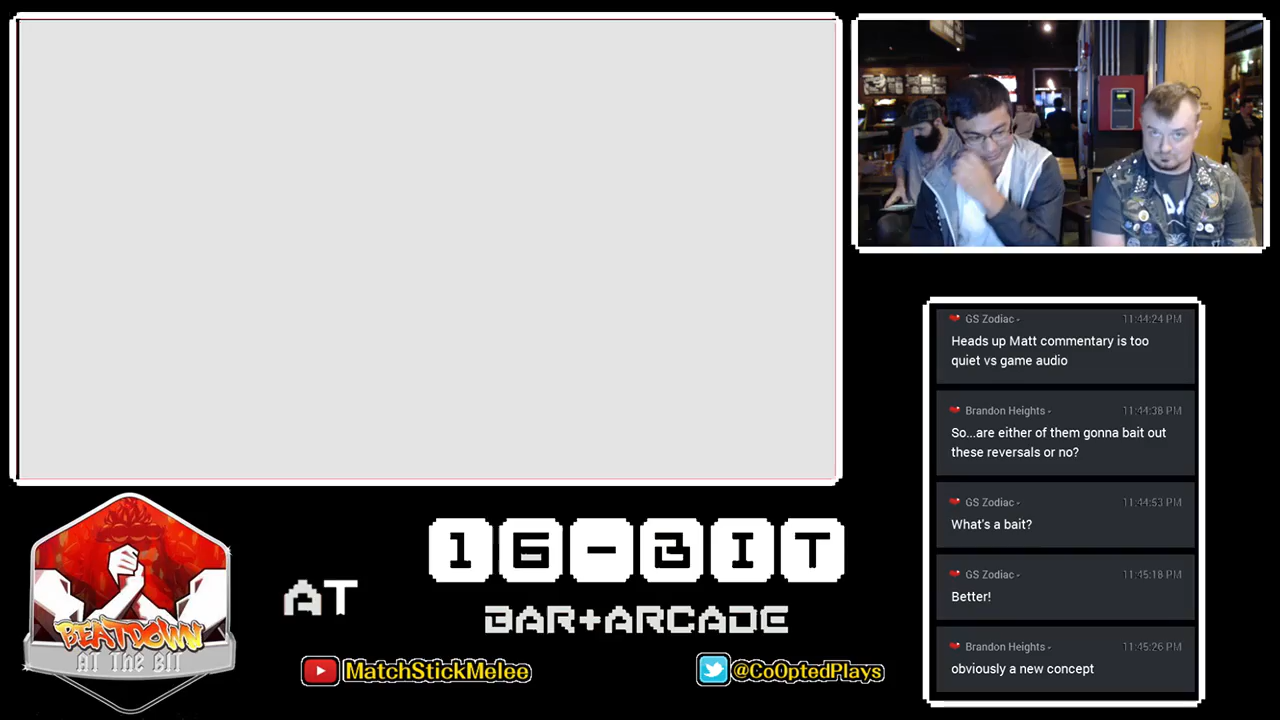 GS Zodiac -
11:44:24 PM
Heads up Matt commentary is too
quiet vs game audio
Brandon Heights -
11:44:38 PM
So...are either of them gonna bait out
these reversals or no?
GS Zodiac -
11:44:53 PM
What's a bait?
GS Zodiac -
11:45:18 PM
Better!
Brandon Heights -
11:45:26 PM
obviously a new concept
BEATDOWN
AT THE BIT
AT
16-BIT
BAR+ARCADE
MatchStickMelee
@CoOptedPlays